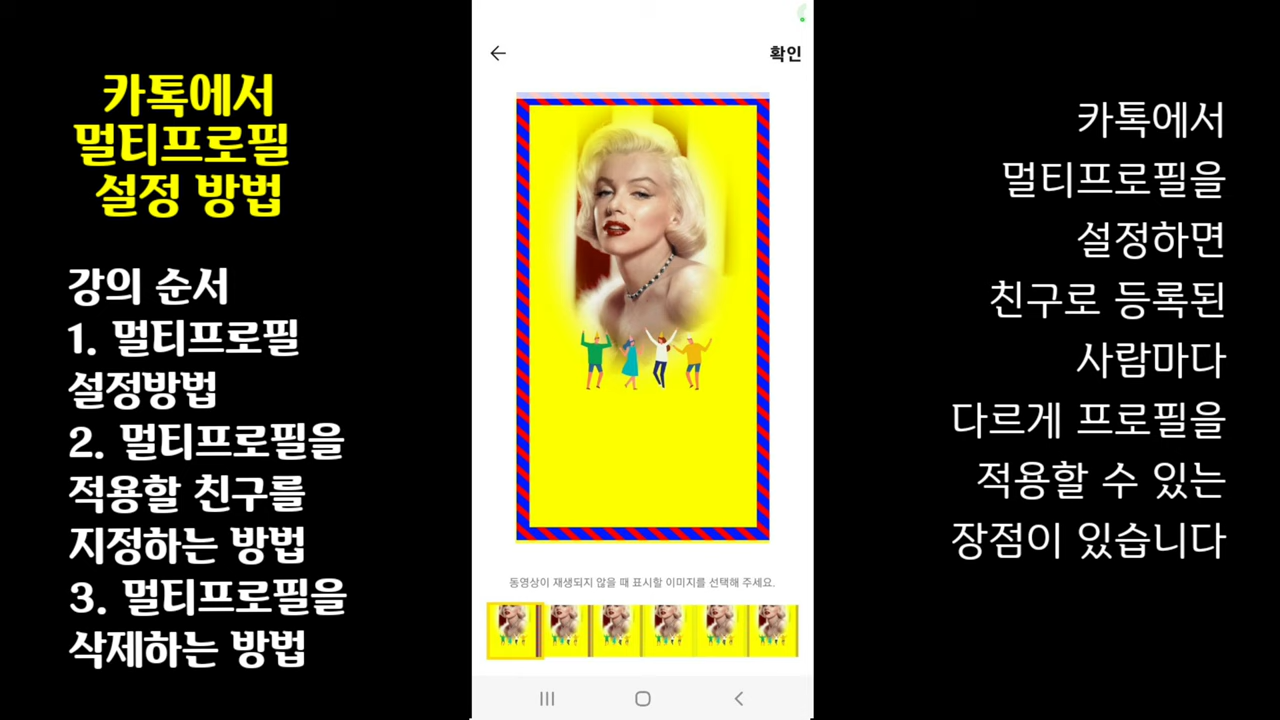 카톡에서
멀티프로필
설정 방법
강의 순서
1. 멀티프로필
설정방법
2. 멀티프로필을
적용할 친구를
지정하는 방법
3. 멀티프로필을
삭제하는 방법
확인
동영상이 재생되지 않을 때 표시할 이미지를 선택해 주세요.
카톡에서
멀티프로필을
설정하면
친구로 등록된
사람마다
다르게 프로필을
적용할 수 있는
장점이 있습니다